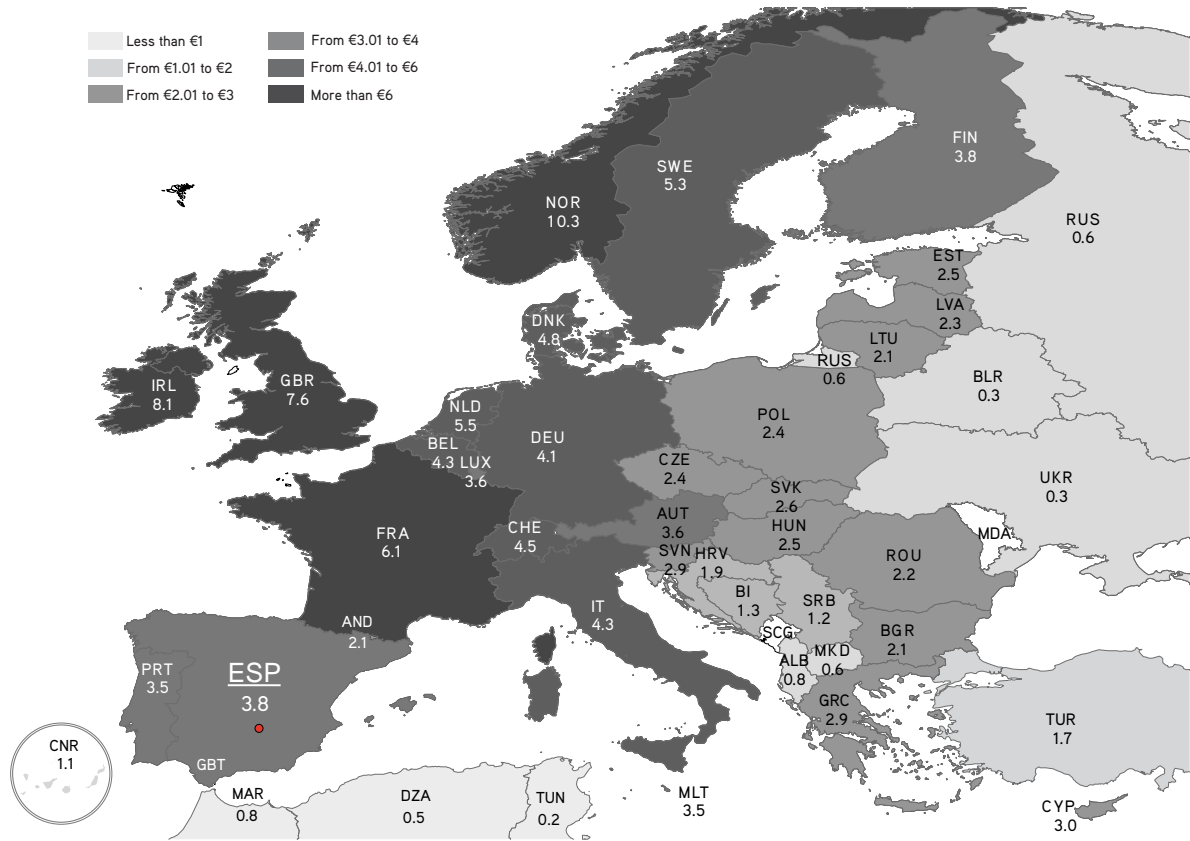 Less than €1
From €1.01 to €2
From €2.01 to €3
From €3.01 to €4
From €4.01 to €6
More than €6
FIN
3.8
SWE
5.3
NOR
10.3
RUS
0.6
EST
2.5
LVA
2.3
DNK
4.8
LTU
2.1
RUS
0.6
BLR
0.3
IRL
8.1
GBR
7.6
NLD
5.5
POL
2.4
BEL
4.3
DEU
4.1
LUX
3.6
CZE
2.4
UKR
0.3
SVK
2.6
FRA
6.1
CHE
4.5
AUT
3.6
HUN
2.5
MDA
SVN
2.9
HRV
1.9
ROU
2.2
BI
1.3
SRB
1.2
IT
4.3
AND
2.1
SCG
BGR
2.1
PRT
3.5
ESP
3.8
ALB
0.8
MKD
0.6
GRC
2.9
TUR
1.7
CNR
1.1
GBT
MAR
0.8
DZA
0.5
TUN
0.2
MLT
3.5
CYP
3.0